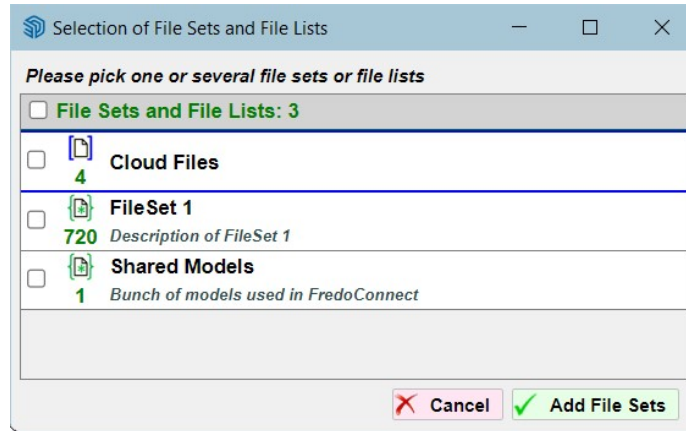 Selection of File Sets and File Lists
Please pick one or several file sets or file lists
File Sets and File Lists: 3
Cloud Files
4
FileSet 1
720 Description of FileSet 1
Shared Models
1 Bunch of models used in FredoConnect
Cancel Add File Sets